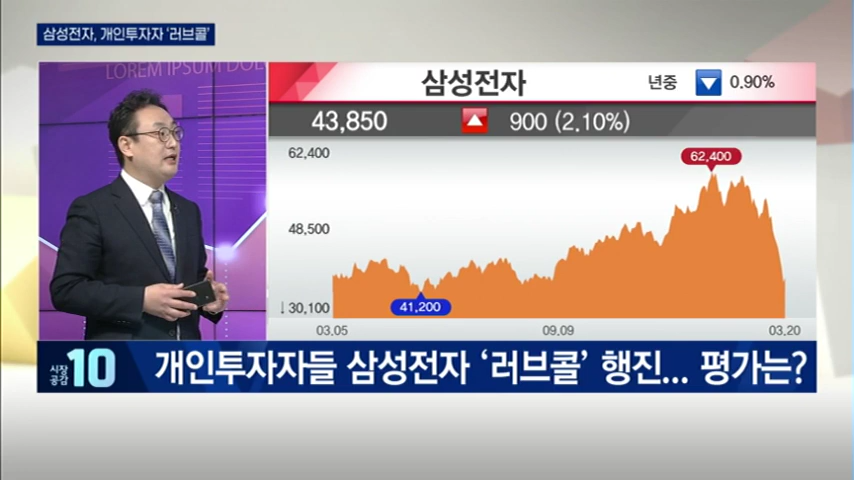 삼성전자, 개인투자자 ‘러브콜’
LOREM IPSUM DOL
삼성전자
년중 ▼ 0.90%
43,850 ▲ 900 (2.10%)
62,400
62,400
48,500
↓30,100
41,200
03.05 09.09 03.20
시장공감 10
개인투자자들 삼성전자 ‘러브콜’ 행진... 평가는?